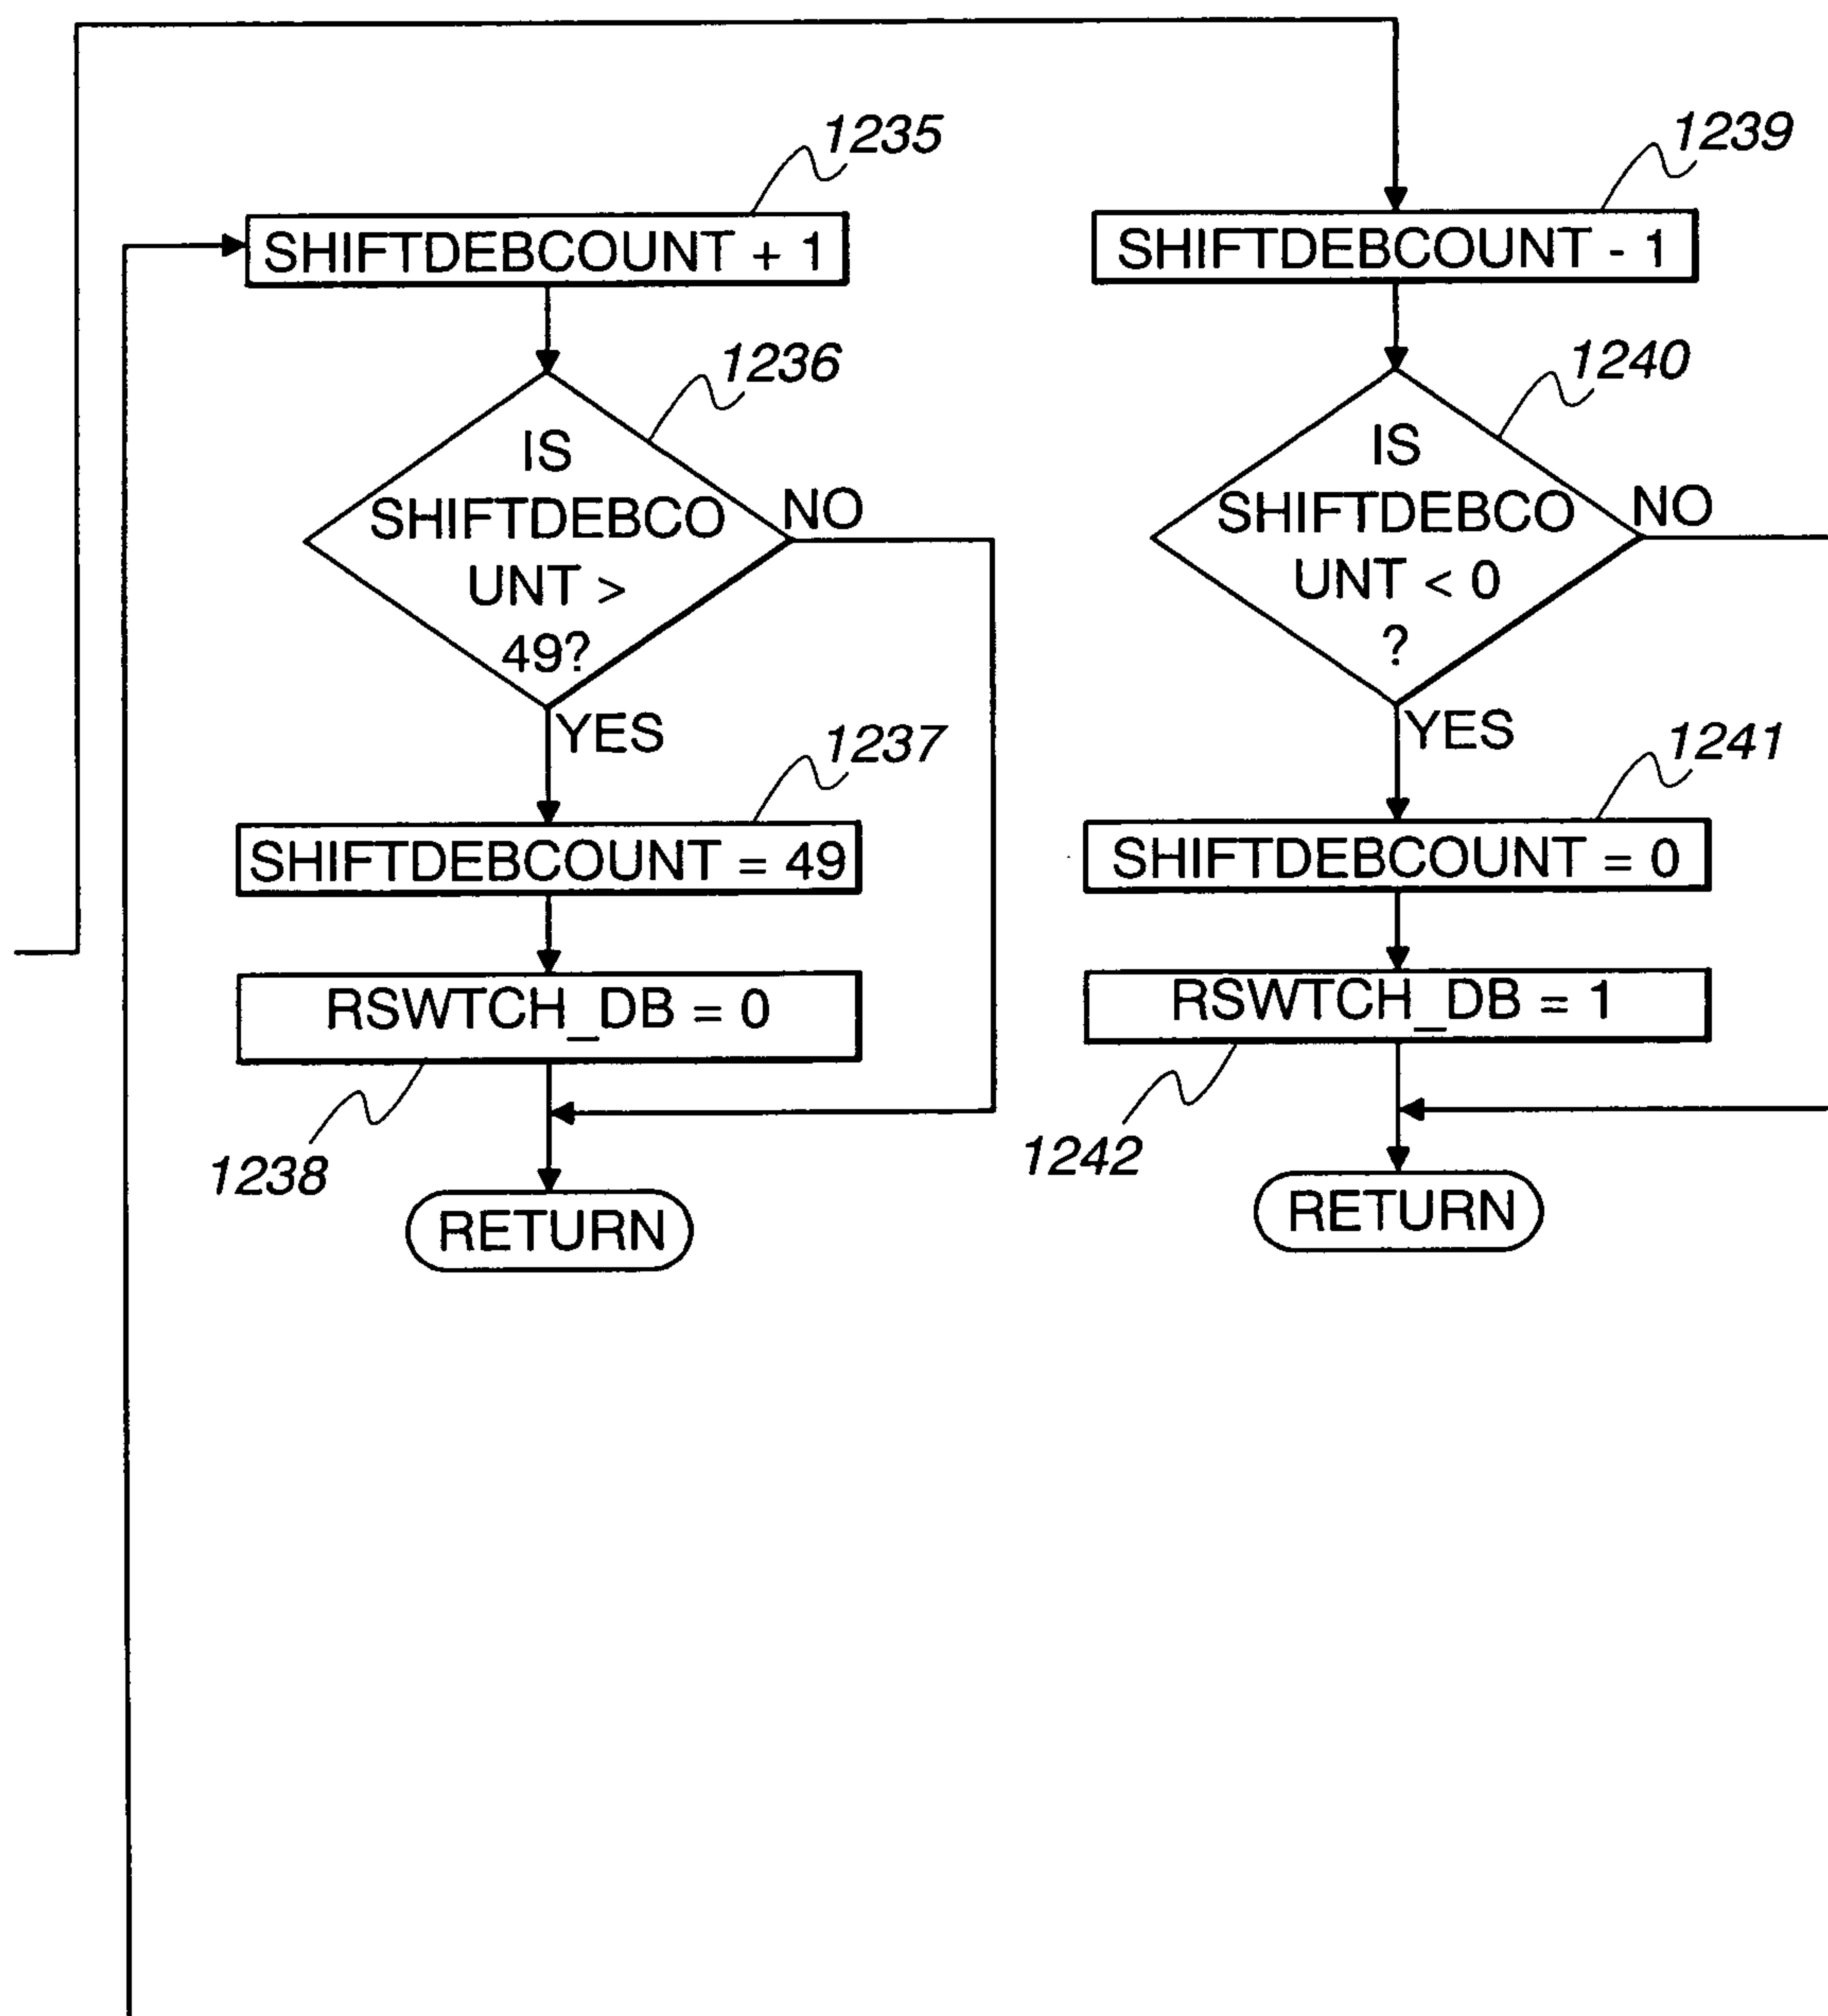 1235
SHIFTDEBCOUNT + 1
1236
IS
SHIFTDEBCO
UNT >
49?
NO
YES
1237
SHIFTDEBCOUNT = 49
RSWTCH_DB = 0
1238
RETURN
1239
SHIFTDEBCOUNT - 1
1240
IS
SHIFTDEBCO
UNT < 0
?
NO
YES
1241
SHIFTDEBCOUNT = 0
RSWTCH_DB = 1
1242
RETURN